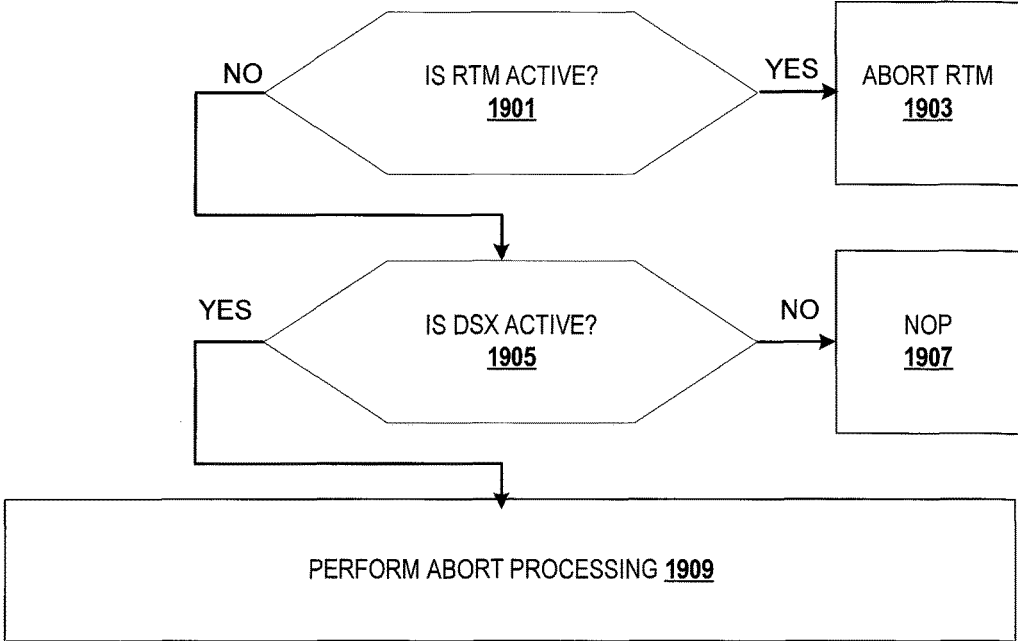 NO
IS RTM ACTIVE?
1901
YES
ABORT RTM
1903
YES
IS DSX ACTIVE?
1905
NO
NOP
1907
PERFORM ABORT PROCESSING 1909